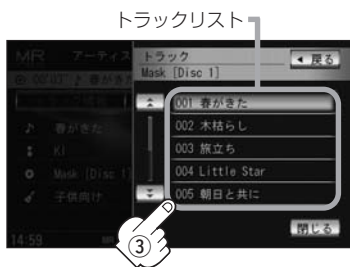 トラックリスト
MR アーティス
トラック
Mask [Disc 1]
戻る
001 春がきた
002 木枯らし
003 旅立ち
004 Little Star
005 朝日と共に
春がきた
KI
Mask [Disc 1]
子供向け
閉じる
14:59
③